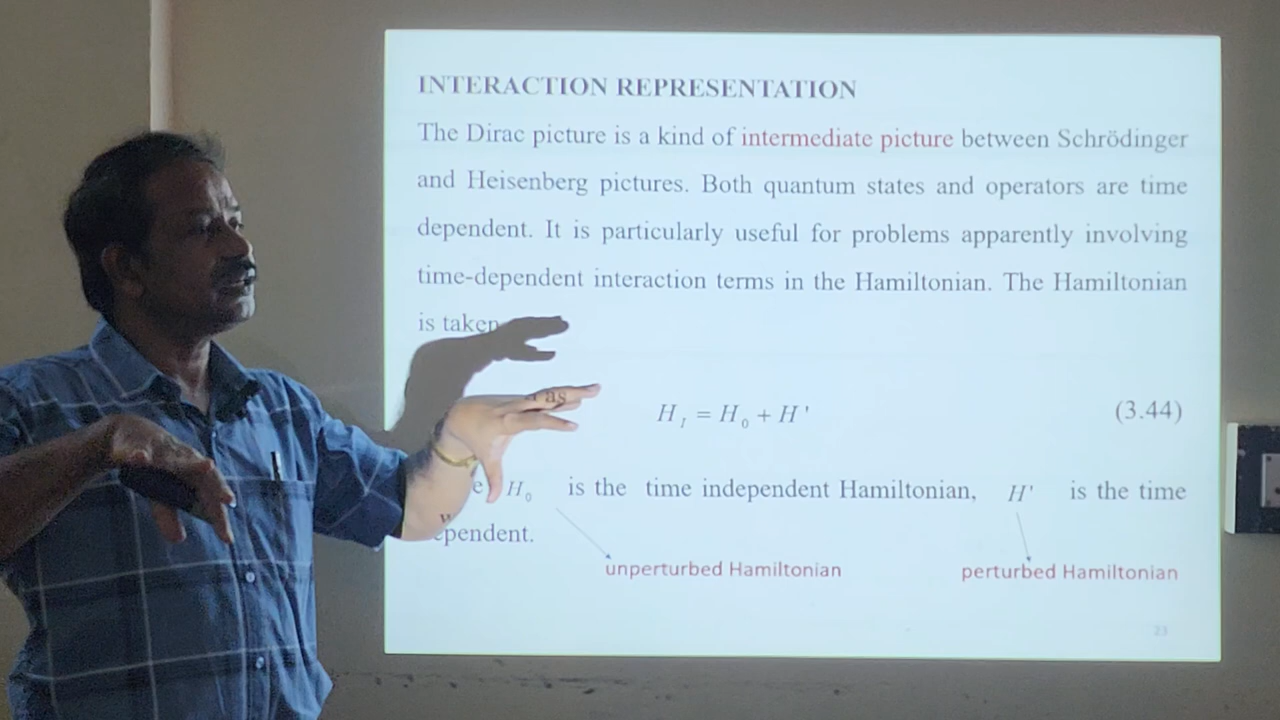 INTERACTION REPRESENTATION
The Dirac picture is a kind of intermediate picture between Schrödinger
and Heisenberg pictures. Both quantum states and operators are time
dependent. It is particularly useful for problems apparently involving
time-dependent interaction terms in the Hamiltonian. The Hamiltonian
is taken as
H_I = H_0 + H' (3.44)
H_0 is the time independent Hamiltonian, H' is the time
ependent.
unperturbed Hamiltonian perturbed Hamiltonian
23